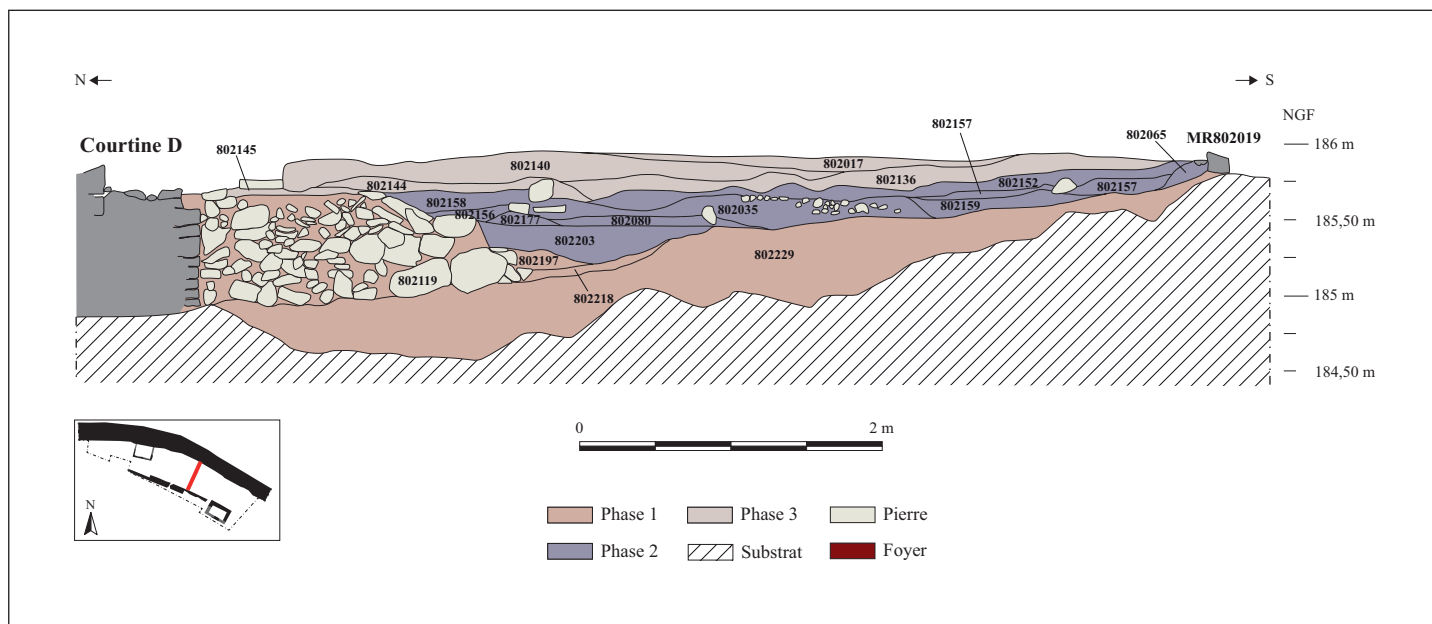 N
S
NGF
Courtine D
802145
802157
802065
MR802019
186 m
802140
802017
802144
802136
802152
802157
802158
802156
802177
802080
802035
802159
185,50 m
802203
802197
802229
802119
802218
185 m
184,50 m
0
2 m
N
Phase 1
Phase 3
Pierre
Phase 2
Substrat
Foyer